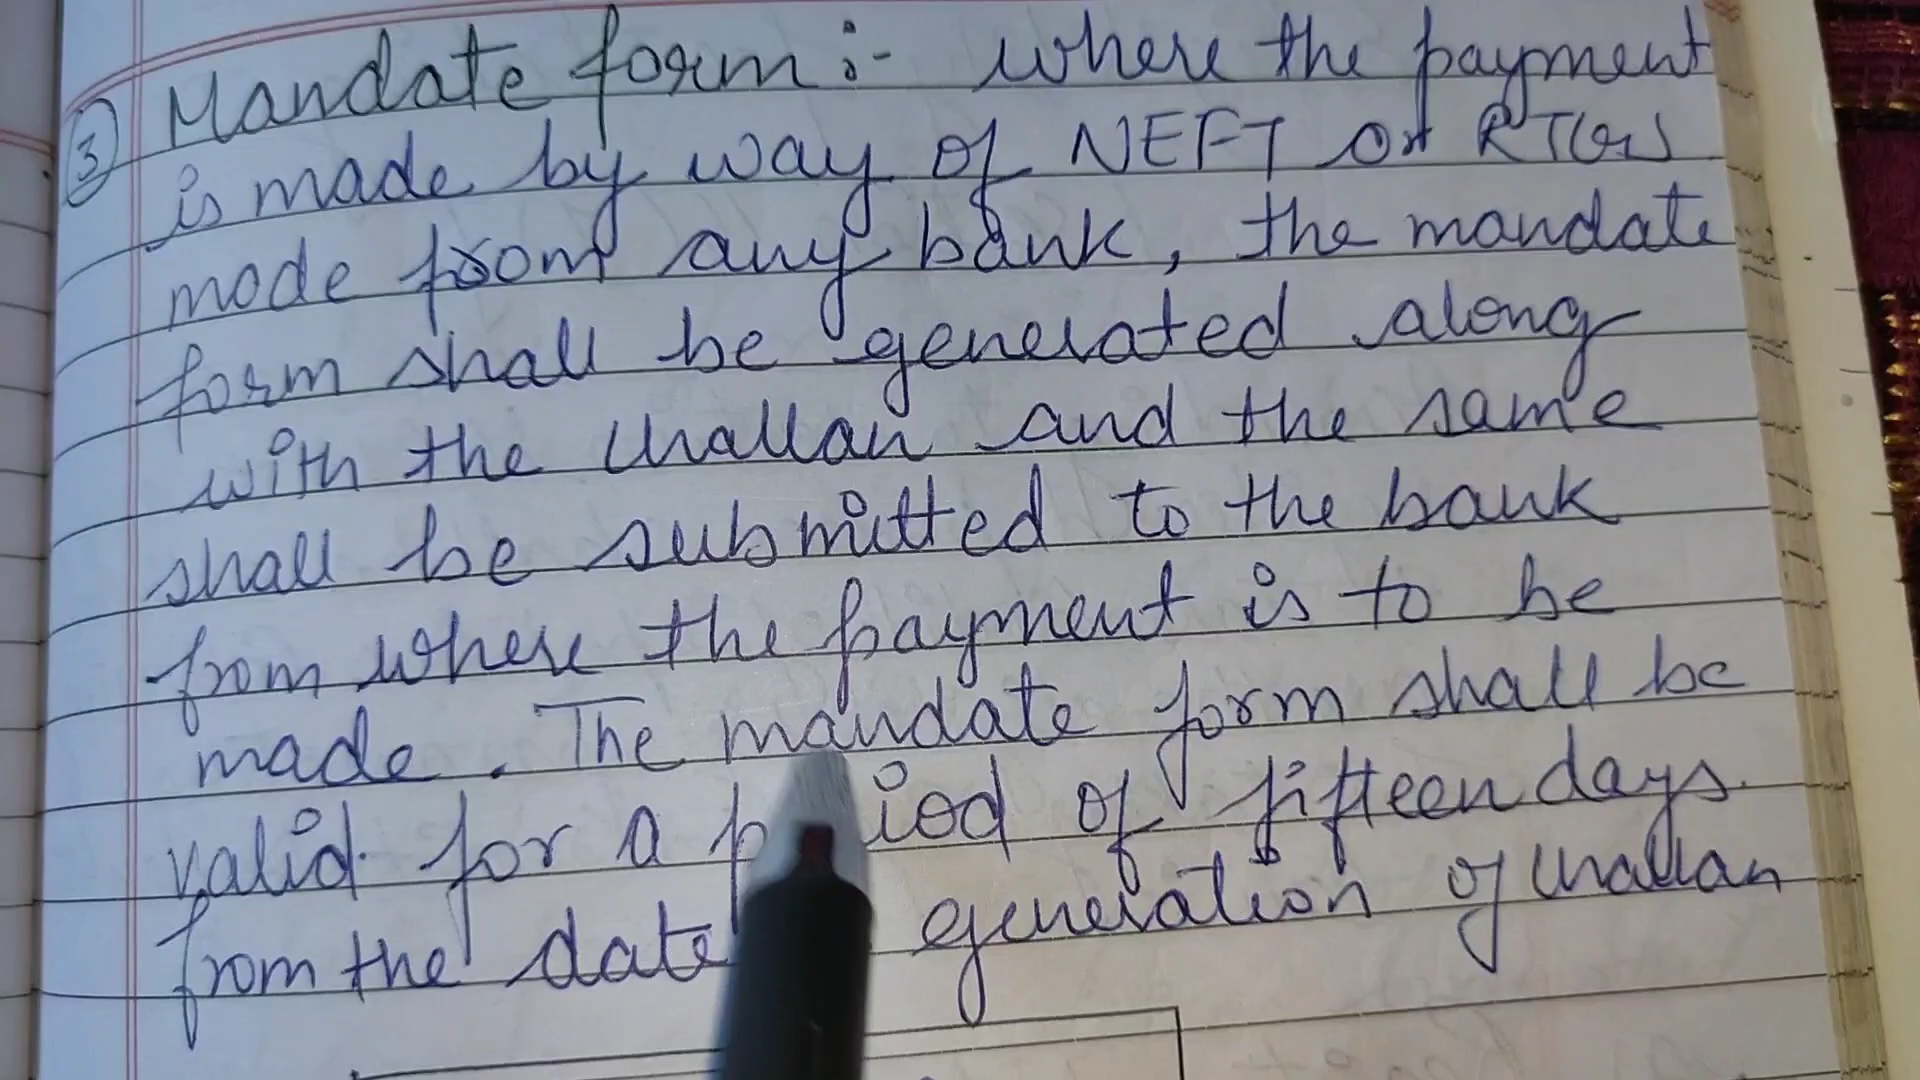 ③ Mandate form :- where the payment
is made by way of NEFT or RTGS
mode from any bank, the mandate
form shall be generated along
with the challan and the same
shall be submitted to the bank
from where the payment is to be
made. The mandate form shall be
valid for a of fifteen days.
from the date generation of challan